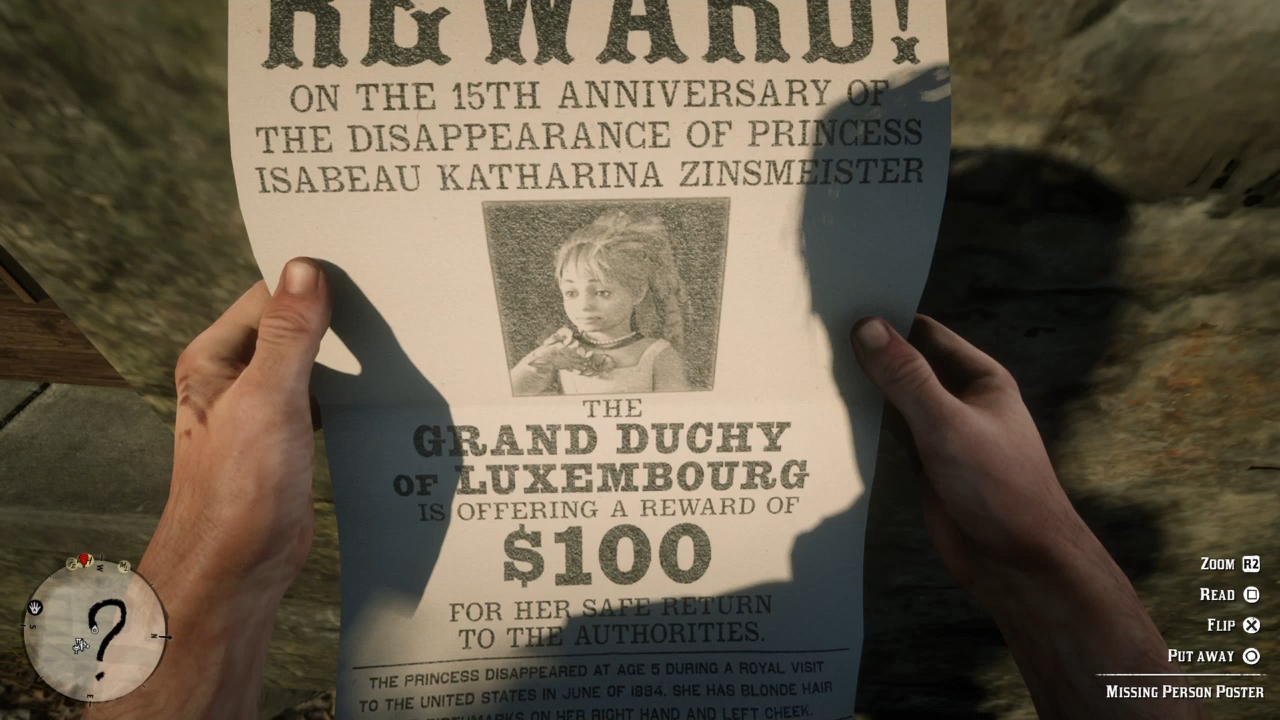 REWARD!
ON THE 15TH ANNIVERSARY OF
THE DISAPPEARANCE OF PRINCESS
ISABEAU KATHARINA ZINSMEISTER
THE
GRAND DUCHY
OF LUXEMBOURG
IS OFFERING A REWARD OF
$100
FOR HER SAFE RETURN
TO THE AUTHORITIES.
THE PRINCESS DISAPPEARED AT AGE 5 DURING A ROYAL VISIT
TO THE UNITED STATES IN JUNE OF 1884. SHE HAS BLONDE HAIR
BIRTHMARKS ON HER RIGHT HAND AND LEFT CHEEK.
W
S
N
E
?
ZOOM R2
READ
FLIP
PUT AWAY
MISSING PERSON POSTER